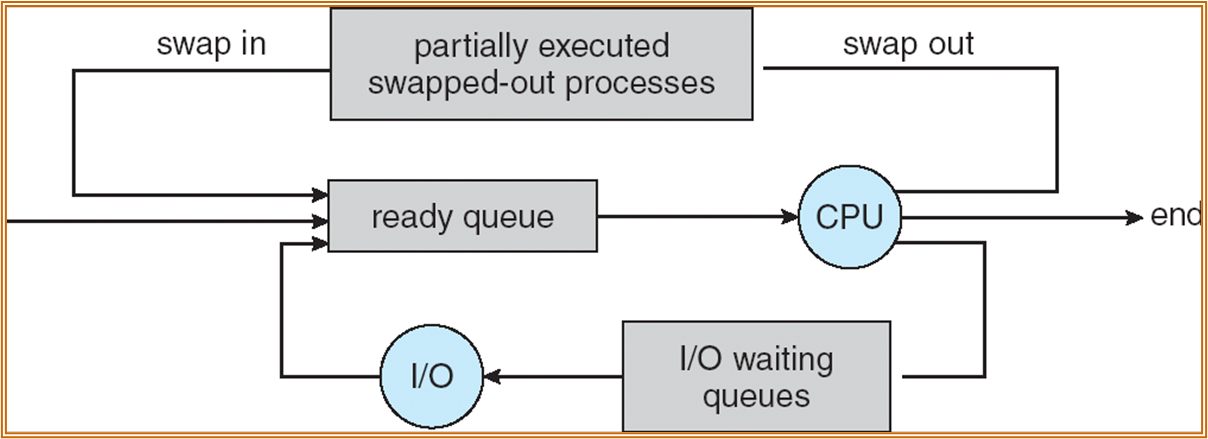 swap in
partially executed
swapped-out processes
swap out
ready queue
CPU
end
I/O
I/O waiting
queues